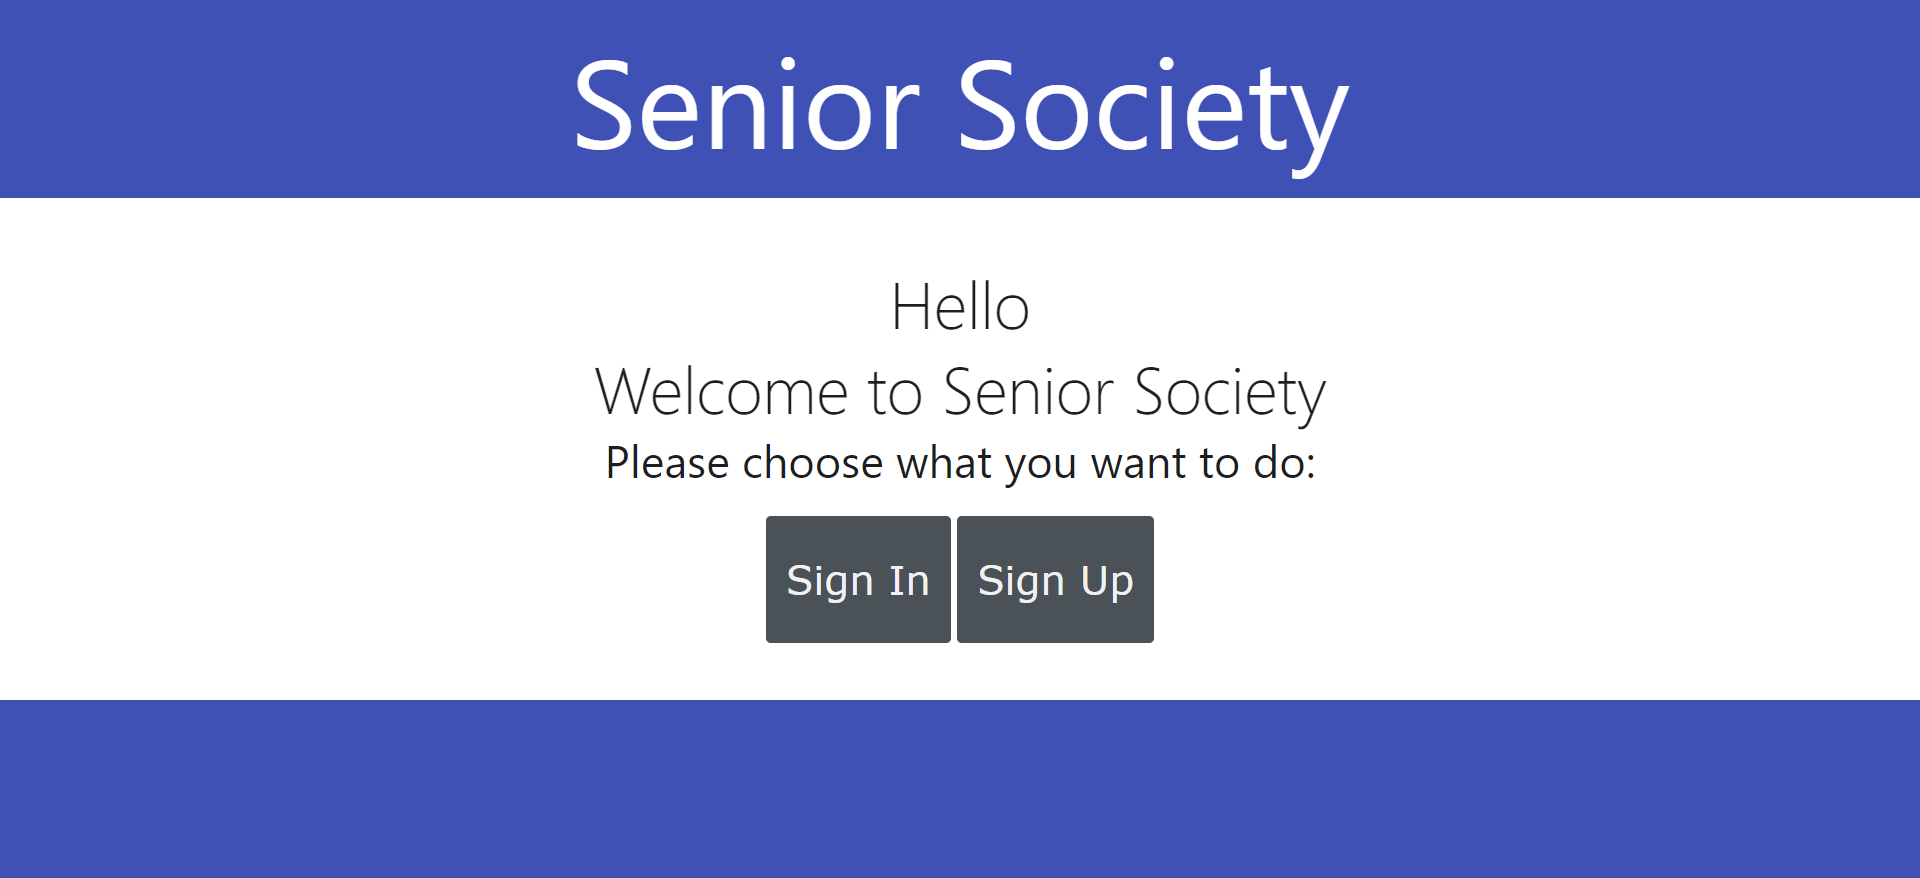 Senior Society
Hello
Welcome to Senior Society
Please choose what you want to do:
Sign In Sign Up